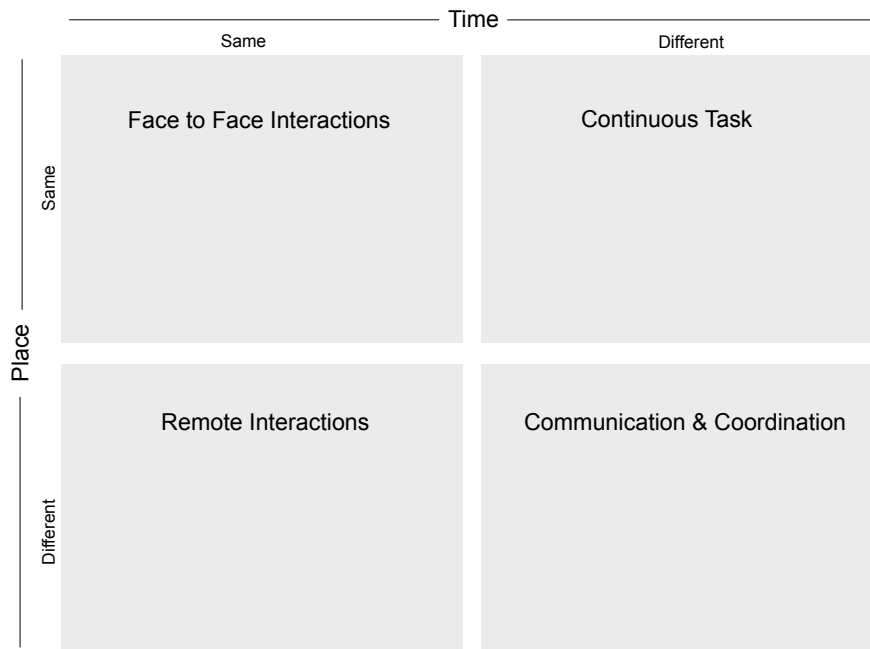 Time
Same
Different
Place
Same
Face to Face Interactions
Continuous Task
Different
Remote Interactions
Communication & Coordination